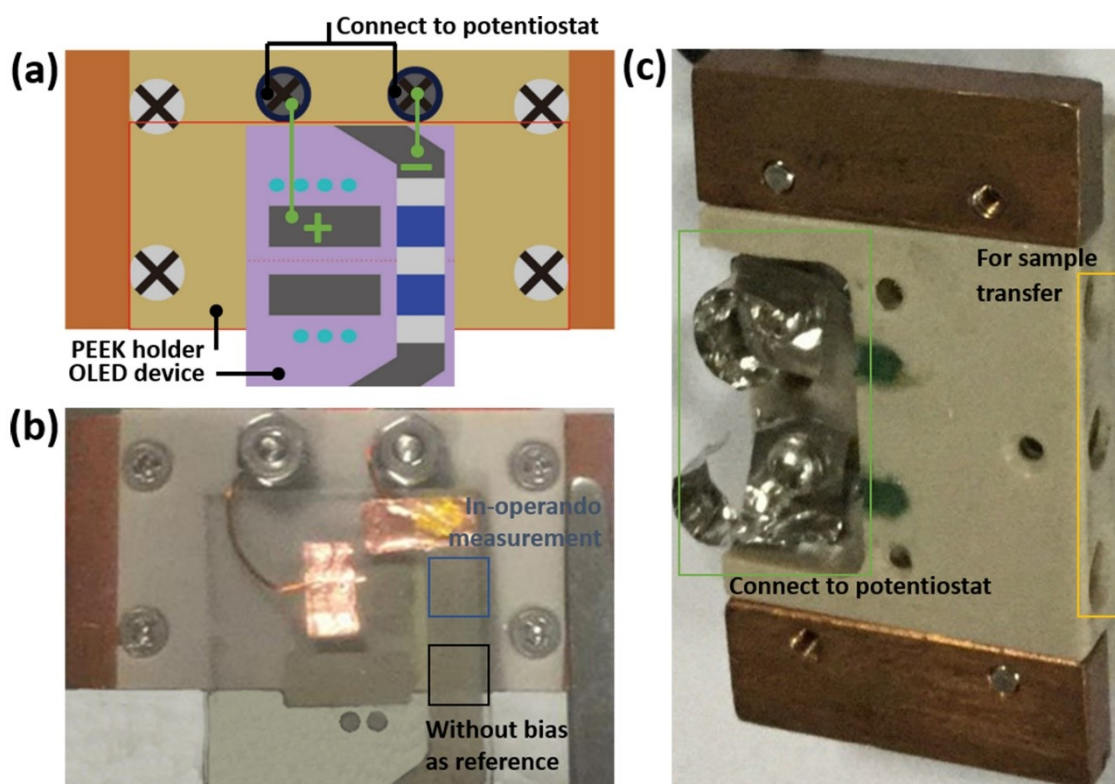 Connect to potentiostat
(a)
+
−
PEEK holder
OLED device
(b)
In-operando
measurement
Without bias
as reference
(c)
For sample
transfer
Connect to potentiostat